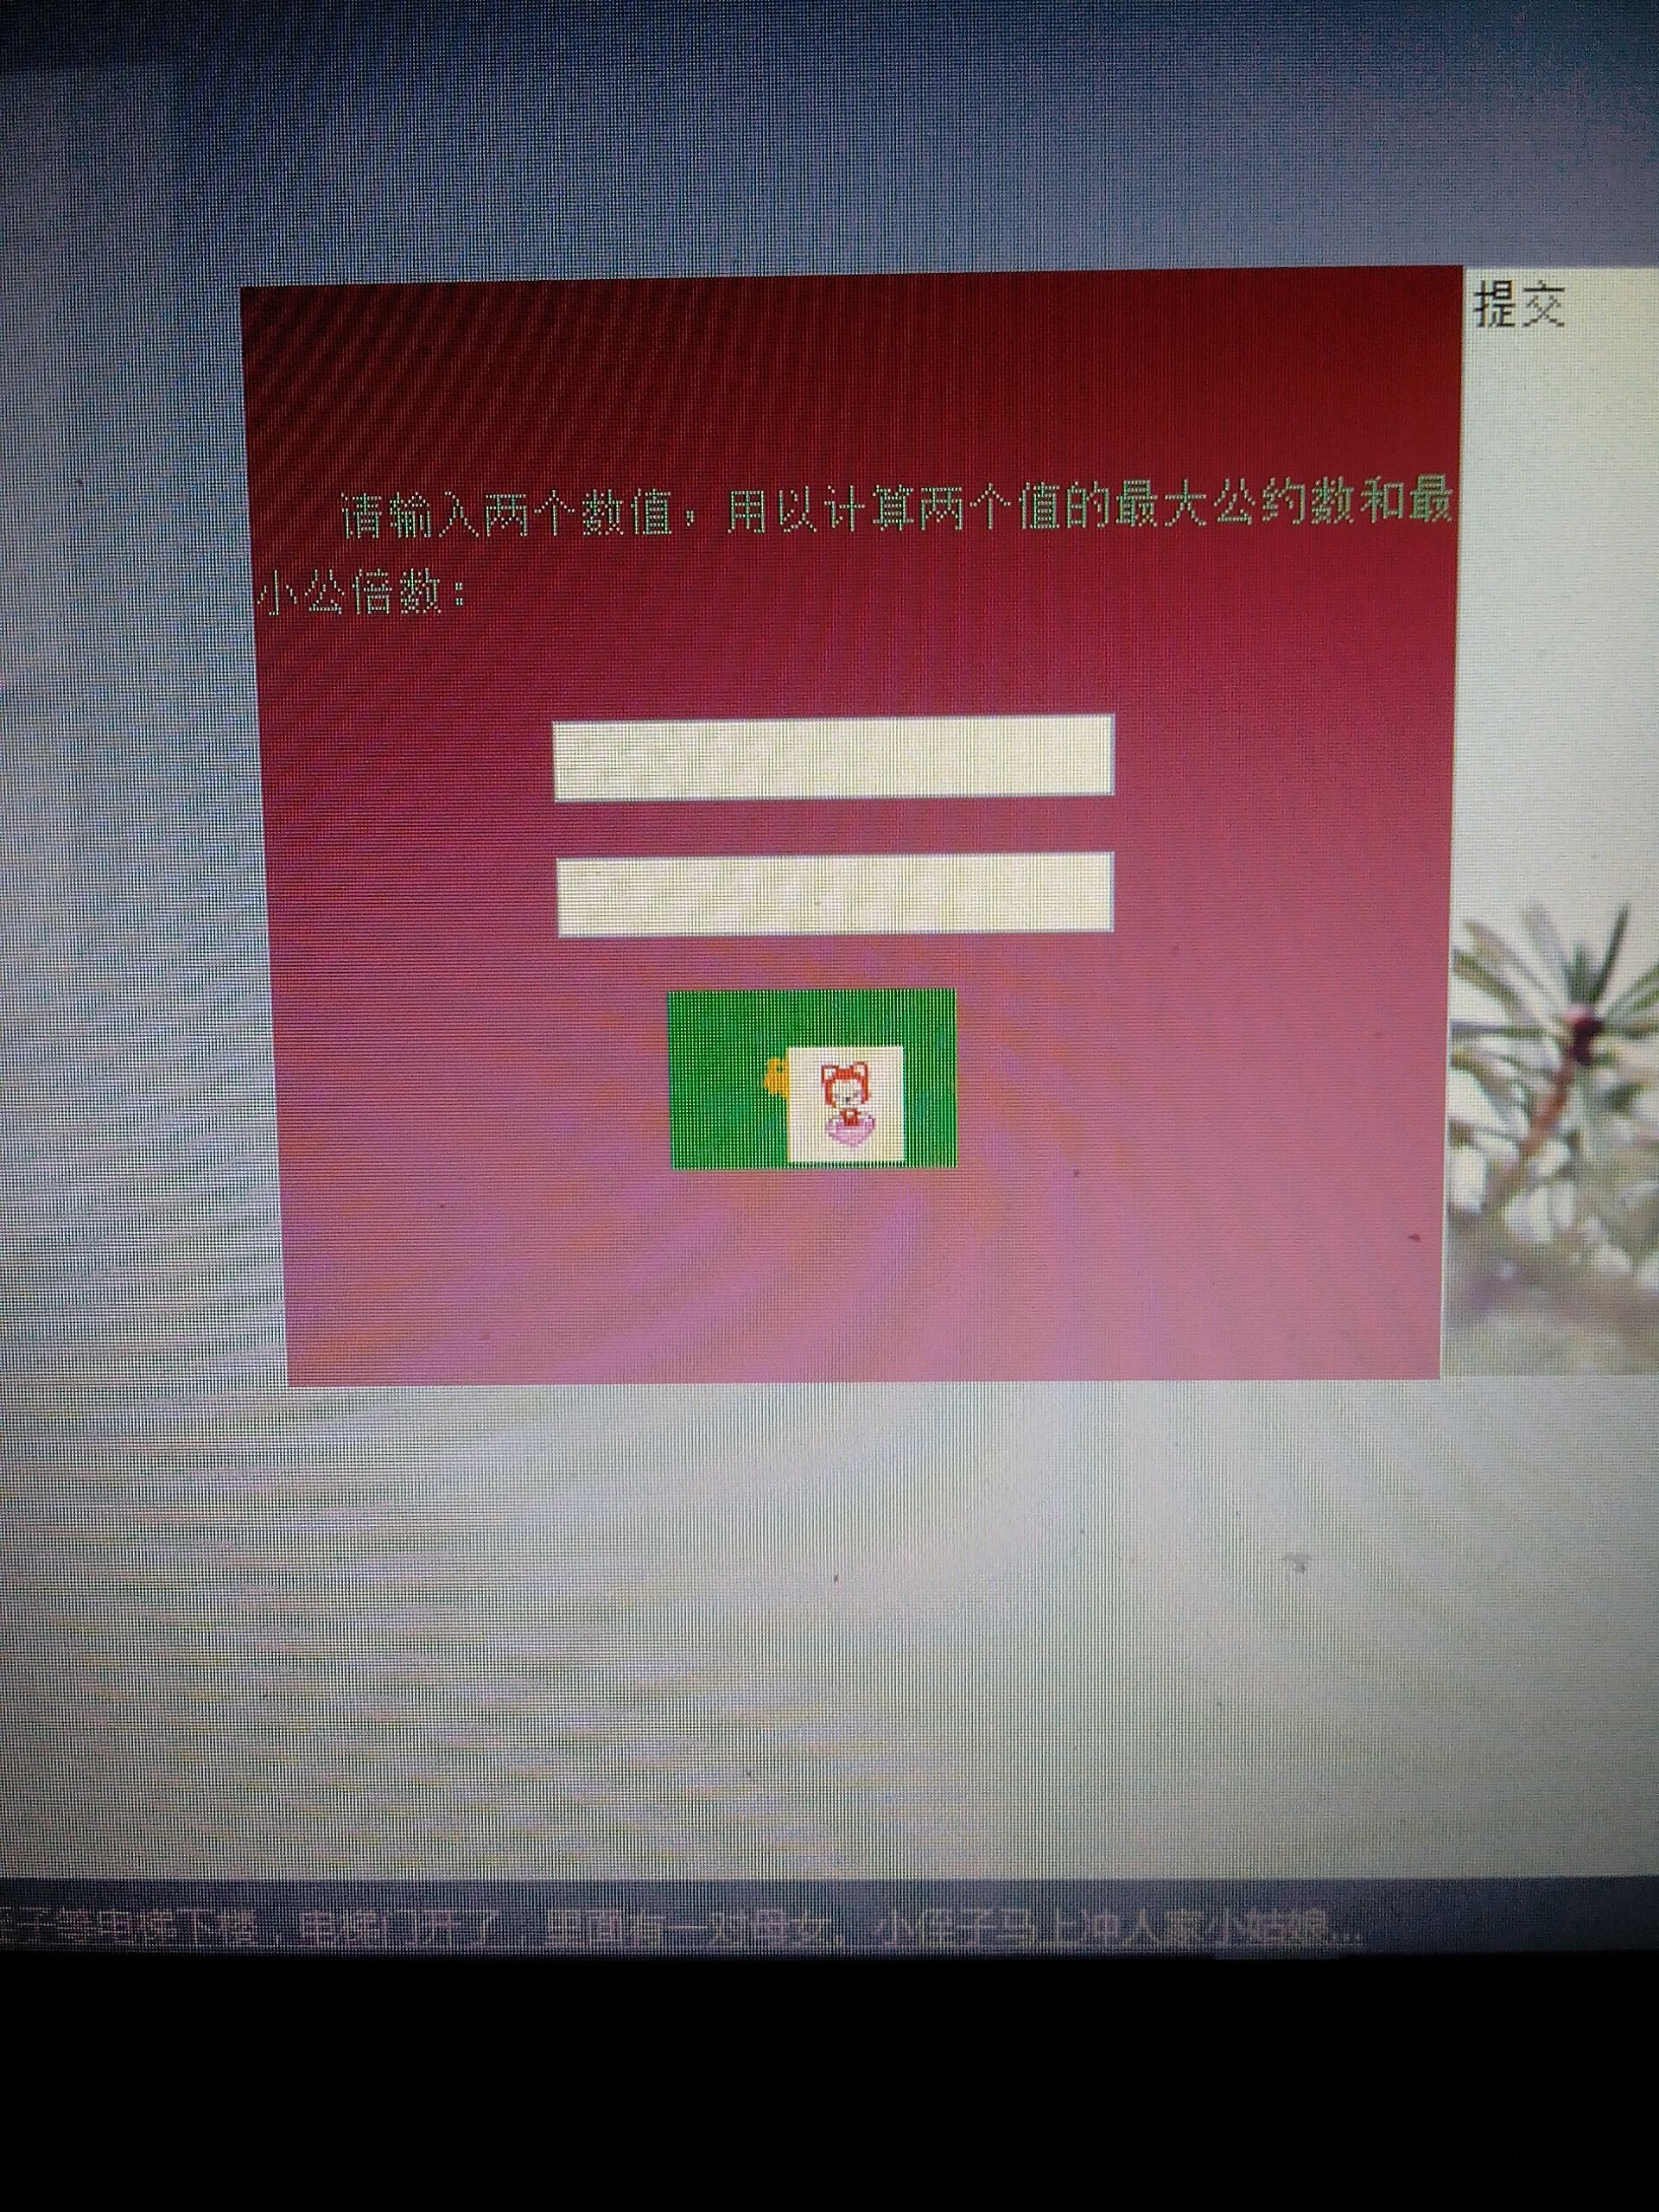 提交
请输入两个数值，用以计算两个值的最大公约数和最
小公倍数：
子等电梯下楼，电梯门开了，里面有一对母女。小侄子马上冲人家小姑娘...